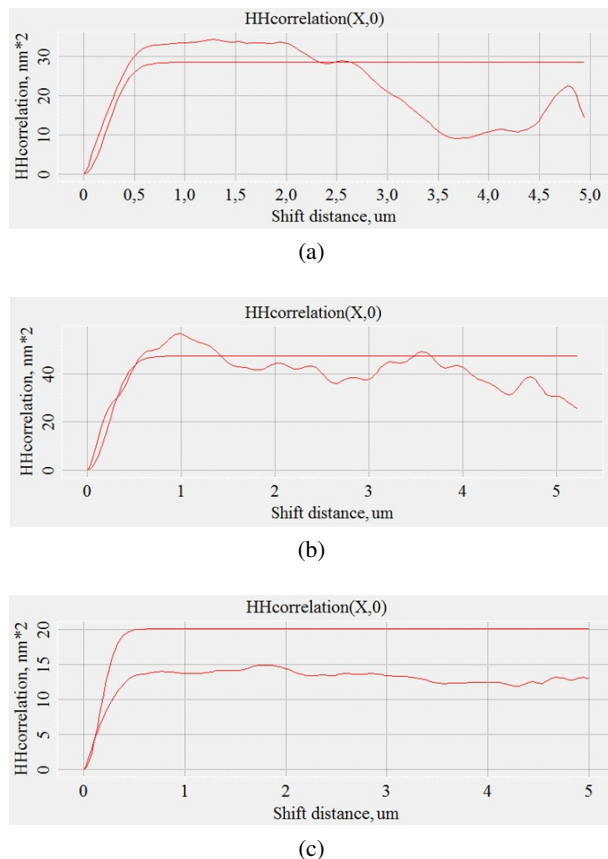 HHcorrelation(X,0)
HHcorrelation, nm*2
30
20
10
0
0 0,5 1,0 1,5 2,0 2,5 3,0 3,5 4,0 4,5 5,0
Shift distance, um
(a)
HHcorrelation(X,0)
HHcorrelation, nm*2
40
20
0
0 1 2 3 4 5
Shift distance, um
(b)
HHcorrelation(X,0)
HHcorrelation, nm*2
20
15
10
5
0
0 1 2 3 4 5
Shift distance, um
(c)